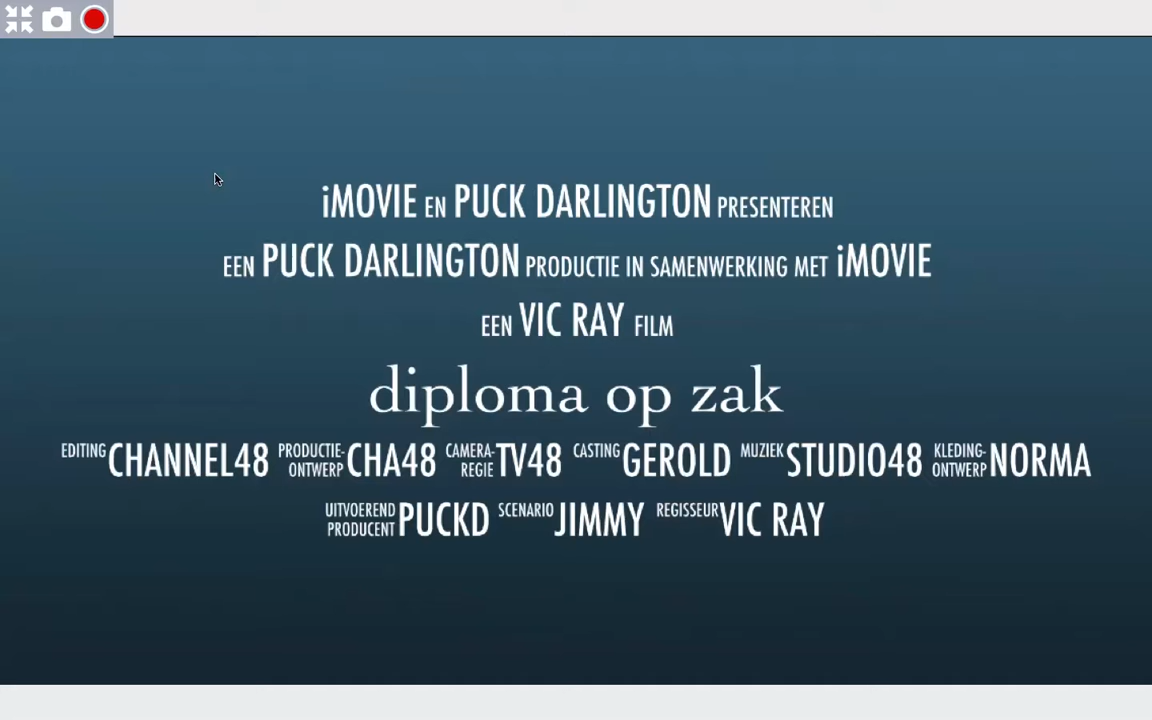 iMOVIE EN PUCK DARLINGTON PRESENTEREN
EEN PUCK DARLINGTON PRODUCTIE IN SAMENWERKING MET iMOVIE
EEN VIC RAY FILM
diploma op zak
EDITING CHANNEL48 PRODUCTIE-ONTWERP CHA48 CAMERA-REGIE TV48 CASTING GEROLD MUZIEK STUDIO48 KLEDING-ONTWERP NORMA
UITVOEREND PRODUCENT PUCKD SCENARIO JIMMY REGISSEUR VIC RAY